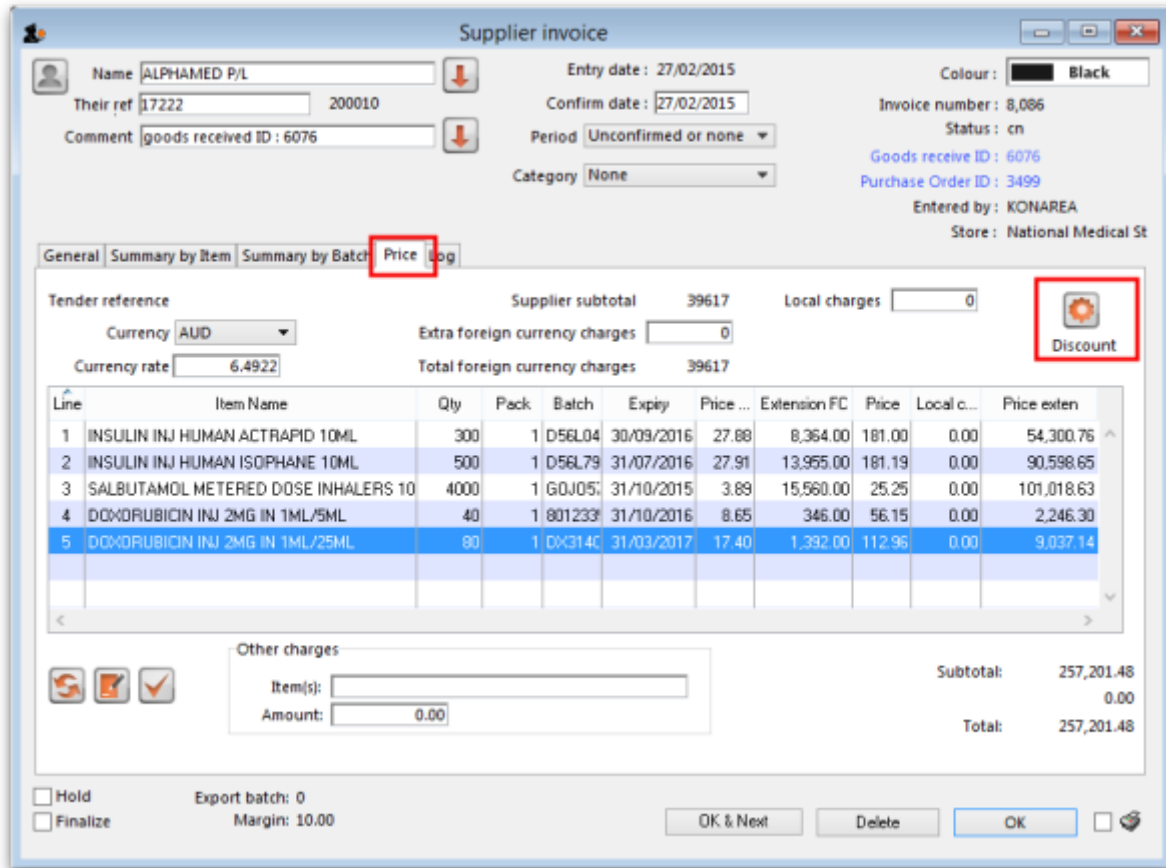 Supplier invoice
Name ALPHAMED P/L
Entry date : 27/02/2015
Colour : Black
Their ref 17222 200010
Confirm date : 27/02/2015
Invoice number : 8,086
Comment goods received ID : 6076
Period Unconfirmed or none
Status : cn
Goods receive ID : 6076
Category None
Purchase Order ID : 3499
Entered by : KONAREA
Store : National Medical St
General Summary by Item Summary by Batch Price Log
Tender reference
Supplier subtotal 39617
Local charges 0
Currency AUD
Extra foreign currency charges 0
Discount
Currency rate 6.4922
Total foreign currency charges 39617
Line Item Name Qty Pack Batch Expiry Price ... Extension FC Price Local c... Price exten
1 INSULIN INJ HUMAN ACTRAPID 10ML 300 1 D56L04 30/09/2016 27.88 8,364.00 181.00 0.00 54,300.76
2 INSULIN INJ HUMAN ISOPHANE 10ML 500 1 D56L79 31/07/2016 27.91 13,955.00 181.19 0.00 90,598.65
3 SALBUTAMOL METERED DOSE INHALERS 10 4000 1 31/10/2015 3.89 15,560.00 25.25 0.00 101,018.63
4 DOXORUBICIN INJ 2MG IN 1ML/5ML 40 1 31/10/2016 8.65 346.00 56.15 0.00 2,246.30
5 DOXORUBICIN INJ 2MG IN 1ML/25ML 80 1 31/03/2017 17.40 1,392.00 112.96 0.00 9,037.14
Other charges
Item(s):
Amount: 0.00
Subtotal: 257,201.48
0.00
Total: 257,201.48
Hold
Export batch: 0
Finalize
Margin: 10.00
OK & Next Delete OK